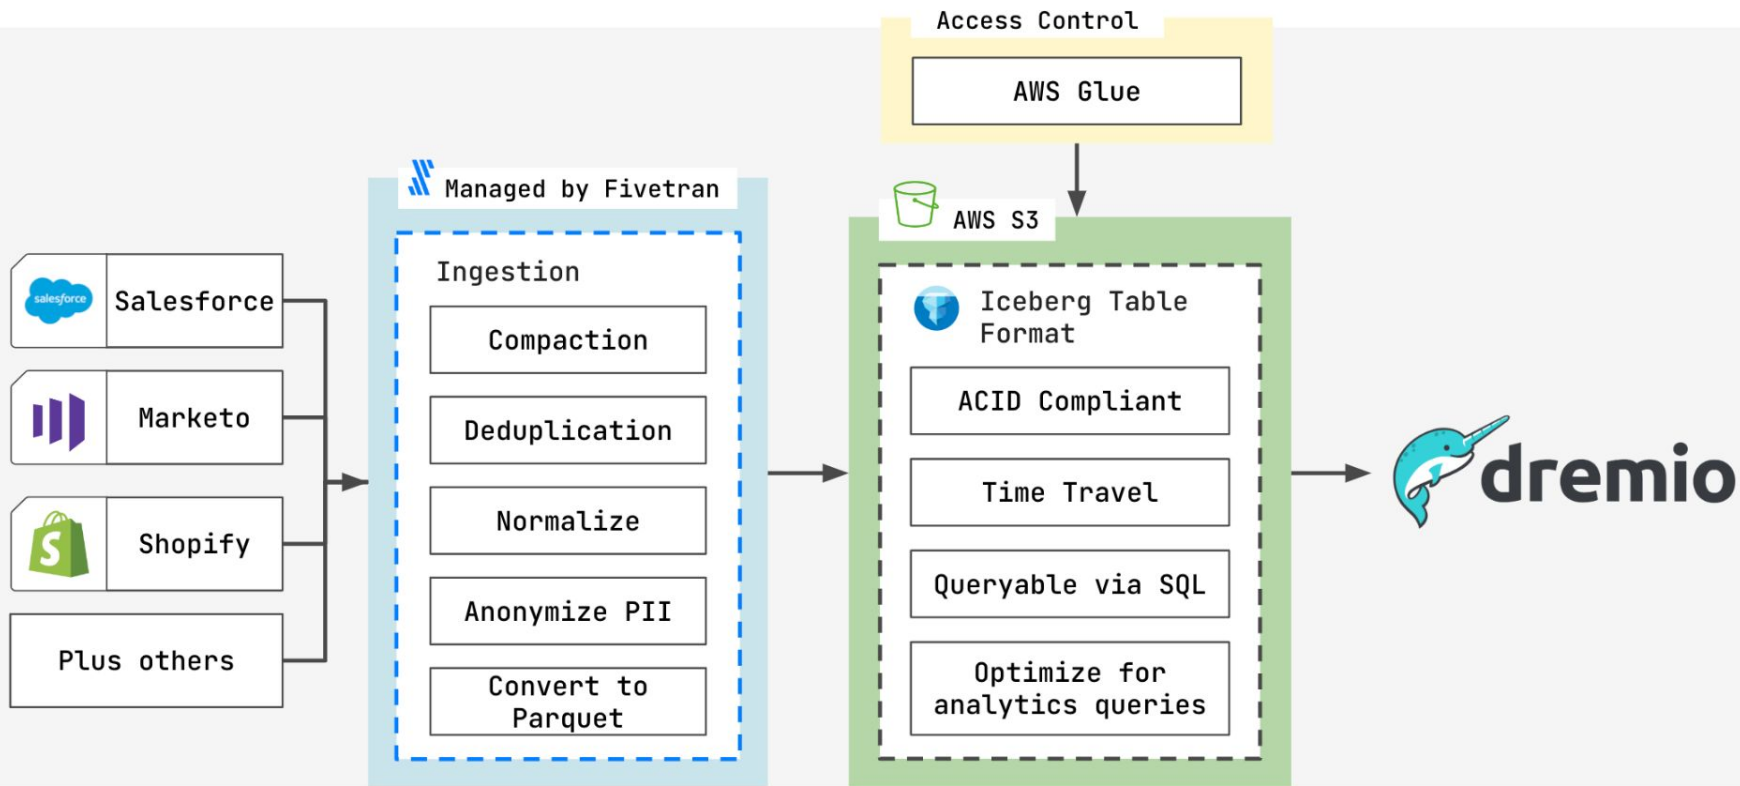 Access Control
AWS Glue
Managed by Fivetran
Ingestion
Compaction
Deduplication
Normalize
Anonymize PII
Convert to
Parquet
salesforce
Salesforce
Marketo
Shopify
Plus others
AWS S3
Iceberg Table
Format
ACID Compliant
Time Travel
Queryable via SQL
Optimize for
analytics queries
dremio